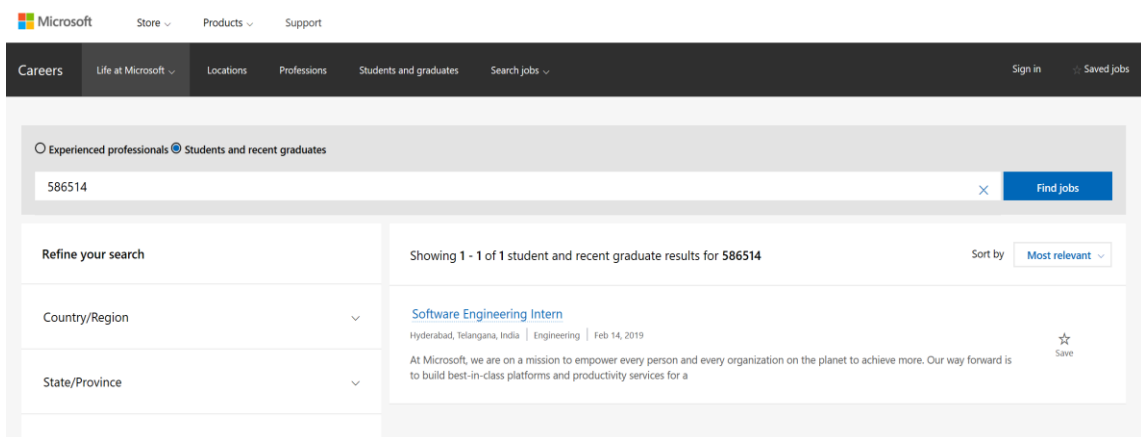 Microsoft Store Products Support
Careers Life at Microsoft Locations Professions Students and graduates Search jobs Sign in Saved jobs
Experienced professionals Students and recent graduates
586514 Find jobs
Refine your search
Country/Region
State/Province
Showing 1 - 1 of 1 student and recent graduate results for 586514 Sort by Most relevant
Software Engineering Intern
Hyderabad, Telangana, India Engineering Feb 14, 2019
Save
At Microsoft, we are on a mission to empower every person and every organization on the planet to achieve more. Our way forward is
to build best-in-class platforms and productivity services for a